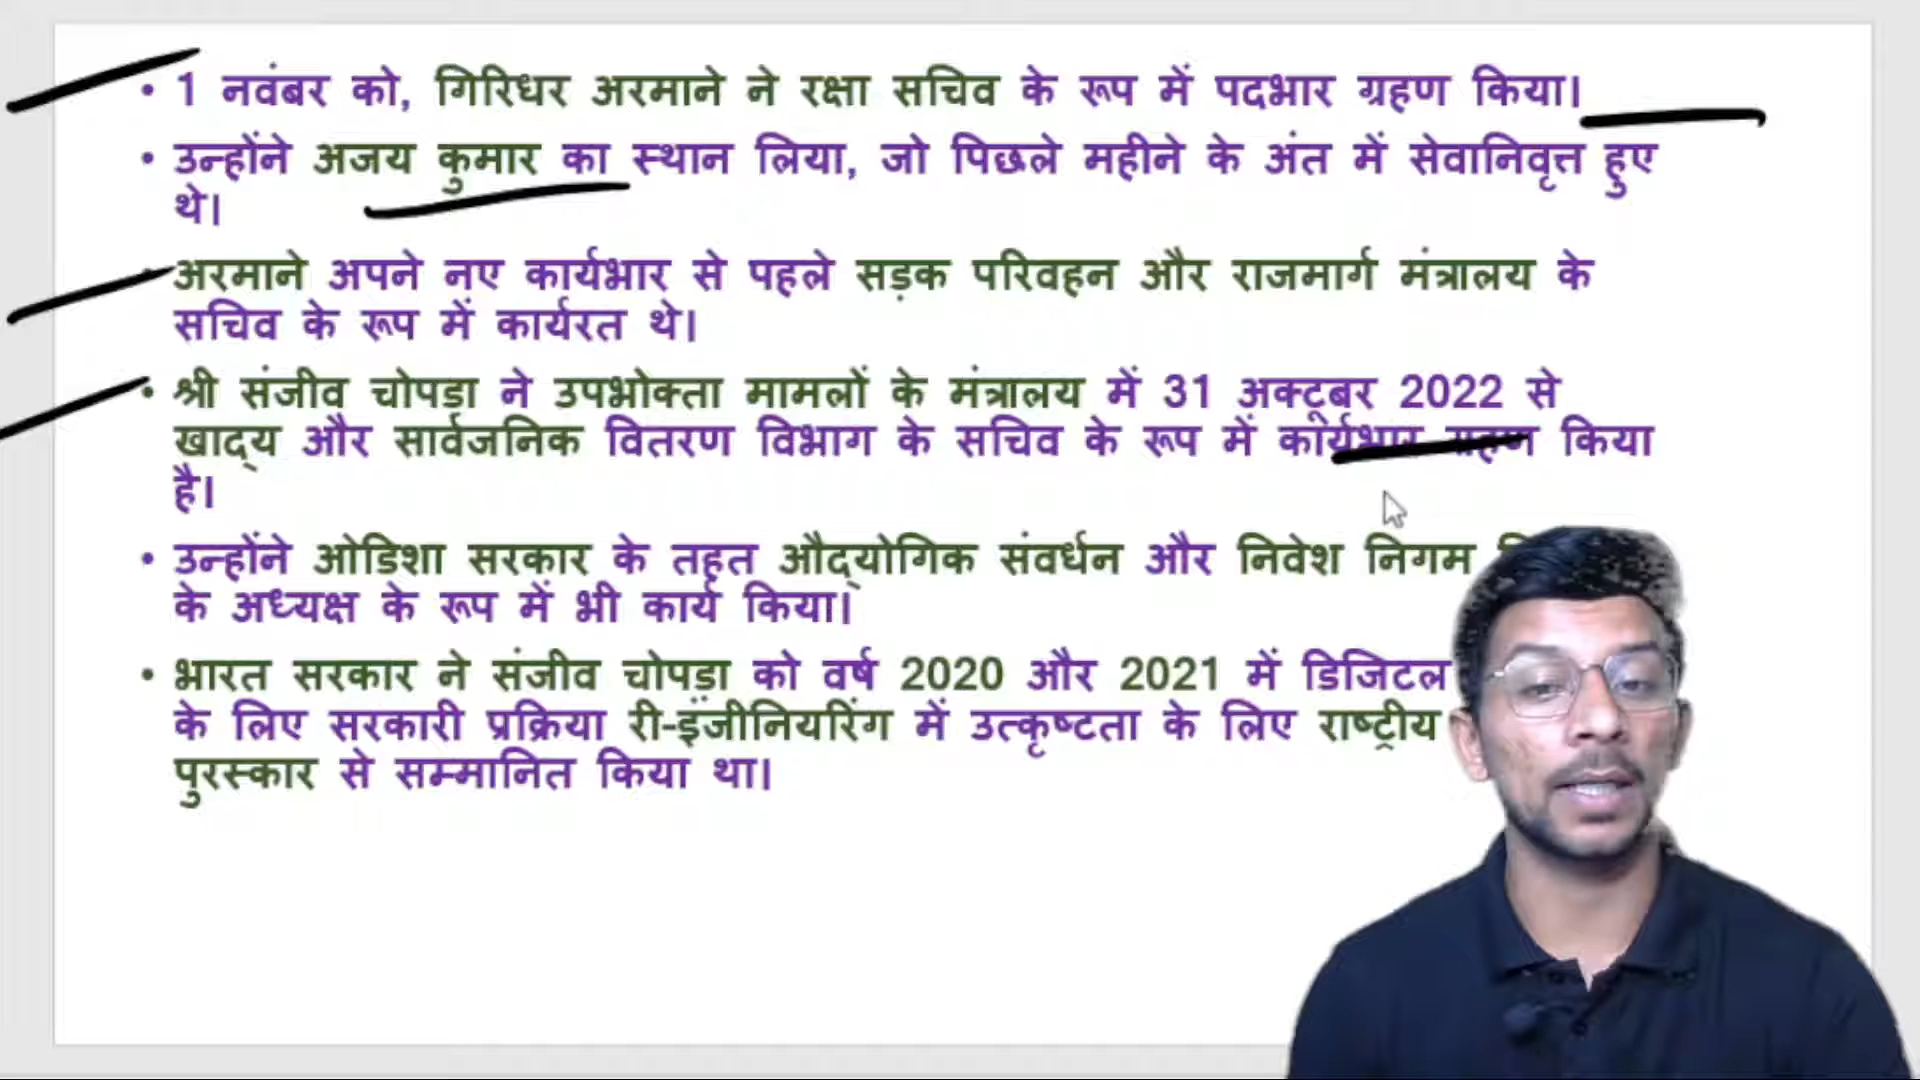 • 1 नवंबर को, गिरिधर अरमाने ने रक्षा सचिव के रूप में पदभार ग्रहण किया।
• उन्होंने अजय कुमार का स्थान लिया, जो पिछले महीने के अंत में सेवानिवृत्त हुए
थे।
• अरमाने अपने नए कार्यभार से पहले सड़क परिवहन और राजमार्ग मंत्रालय के
सचिव के रूप में कार्यरत थे।
• श्री संजीव चोपडा ने उपभोक्ता मामलों के मंत्रालय में 31 अक्टूबर 2022 से
खाद्य और सार्वजनिक वितरण विभाग के सचिव के रूप में कार्यभार ग्रहण किया
है।
• उन्होंने ओडिशा सरकार के तहत औद्योगिक संवर्धन और निवेश निगम
के अध्यक्ष के रूप में भी कार्य किया।
• भारत सरकार ने संजीव चोपड़ा को वर्ष 2020 और 2021 में डिजिटल
के लिए सरकारी प्रक्रिया री-इंजीनियरिंग में उत्कृष्टता के लिए राष्ट्रीय
पुरस्कार से सम्मानित किया था।